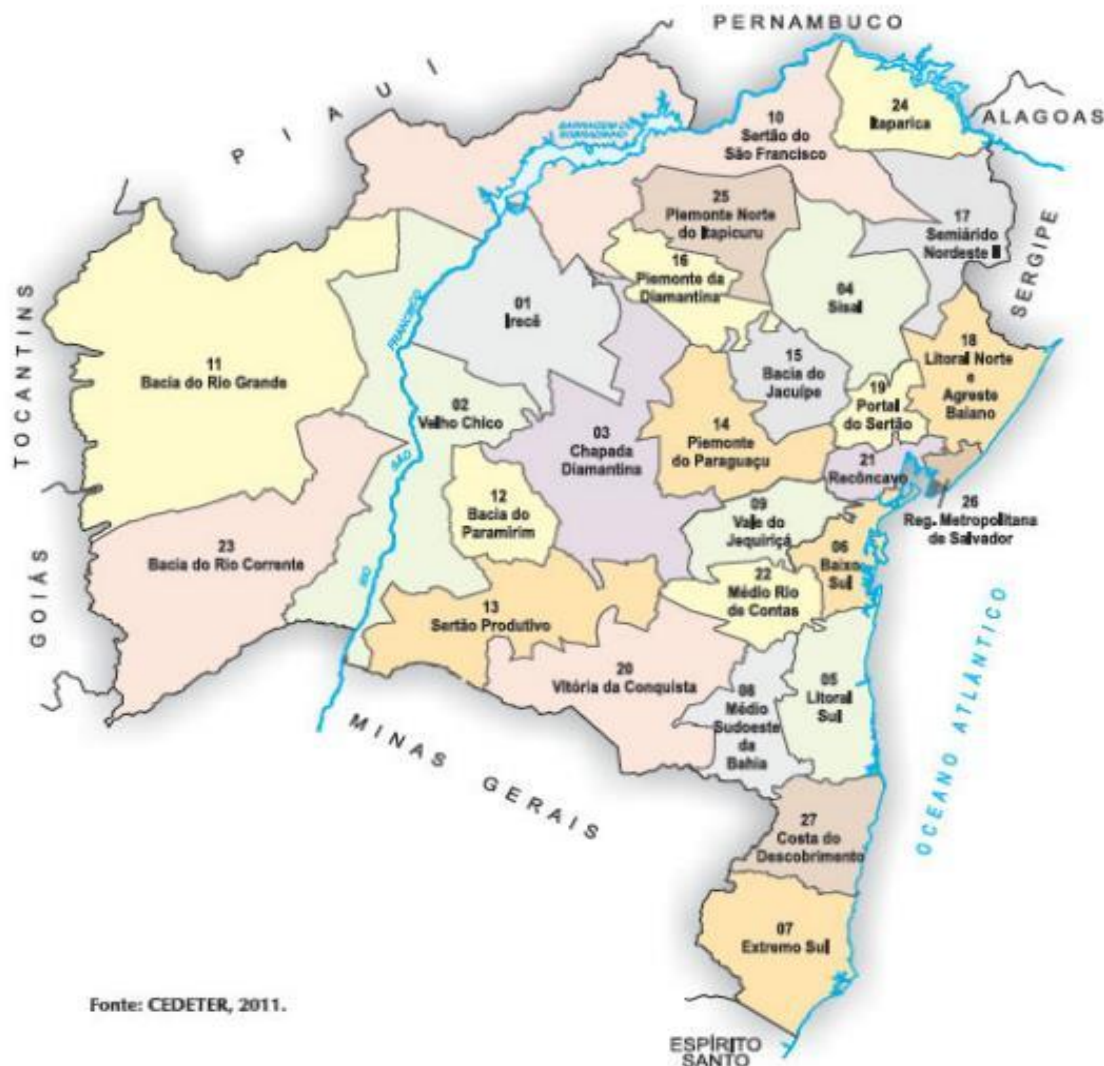 PERNAMBUCO
PIAUI
ALAGOAS
SERGIPE
TOCANTINS
GOIÁS
MINAS GERAIS
ESPÍRITO
SANTO
OCEANO ATLÂNTICO
BARRAGEM DE
SOBRADINHO
RIO
SÃO
FRANCISCO
24
Itaparica
10
Sertão do
São Francisco
25
Piemonte Norte
do Itapicuru
17
Semiárido
Nordeste II
16
Piemonte da
Diamantina
01
Irecê
04
Sisal
11
Bacia do Rio Grande
18
Litoral Norte
e
Agreste
Baiano
15
Bacia do
Jacuípe
19
Portal
do Sertão
02
Velho Chico
03
Chapada
Diamantina
14
Piemonte
do Paraguaçu
21
Recôncavo
26
Reg. Metropolitana
de Salvador
12
Bacia do
Paramirim
09
Vale do
Jequiriçá
06
Baixo
Sul
23
Bacia do Rio Corrente
22
Médio Rio
de Contas
13
Sertão Produtivo
20
Vitória da Conquista
08
Médio
Sudoeste
da
Bahia
05
Litoral
Sul
27
Costa do
Descobrimento
07
Extremo Sul
Fonte: CEDETER, 2011.